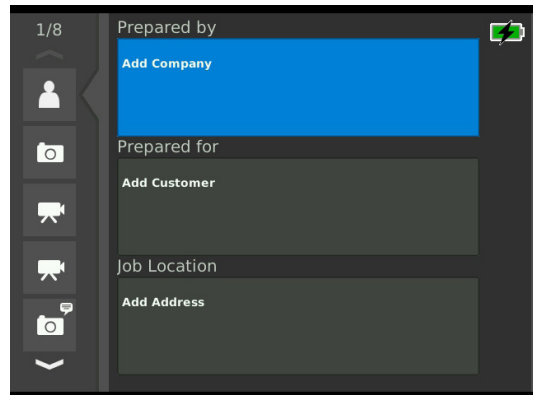 1/8
Prepared by
Add Company
Prepared for
Add Customer
Job Location
Add Address